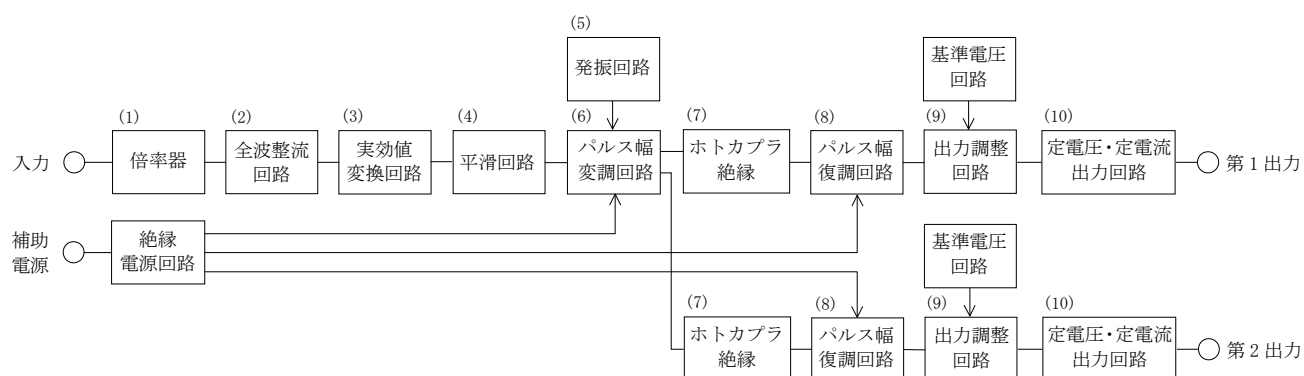 (5)
発振回路
基準電圧
回路
(1)
(2)
(3)
(4)
(6)
(7)
(8)
(9)
(10)
入力
倍率器
全波整流
回路
実効値
変換回路
平滑回路
パルス幅
変調回路
ホトカプラ
絶縁
パルス幅
復調回路
出力調整
回路
定電圧・定電流
出力回路
第1出力
補助
電源
絶縁
電源回路
基準電圧
回路
(7)
(8)
(9)
(10)
ホトカプラ
絶縁
パルス幅
復調回路
出力調整
回路
定電圧・定電流
出力回路
第2出力